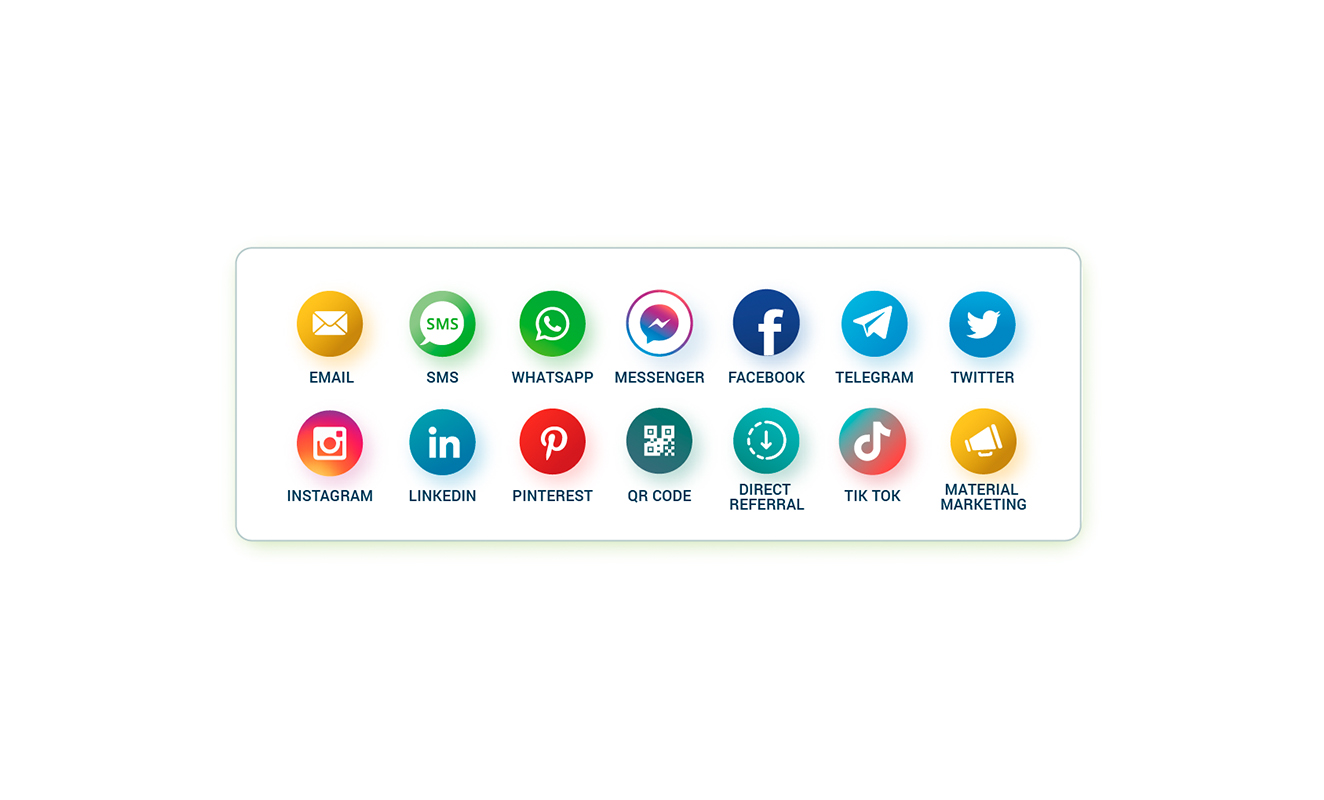 SMS
EMAIL
SMS
WHATSAPP
MESSENGER
FACEBOOK
TELEGRAM
TWITTER
in
INSTAGRAM
LINKEDIN
PINTEREST
QR CODE
DIRECT
REFERRAL
TIK TOK
MATERIAL
MARKETING